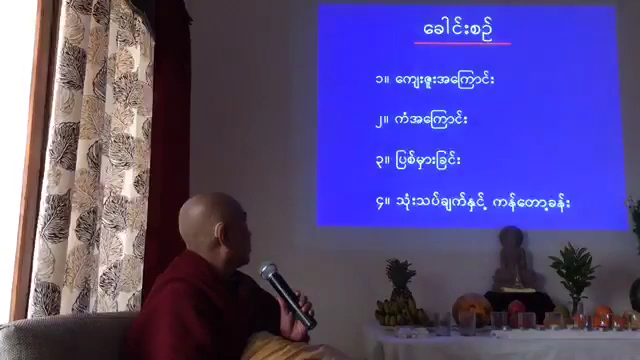 ခေါင်းစဉ်
၁။ ကျေးဇူးအကြောင်း
၂။ ကံအကြောင်း
၃။ ပြစ်မှားခြင်း
၄။ သုံးသပ်ချက်နှင့် ကန်တော့ခန်း